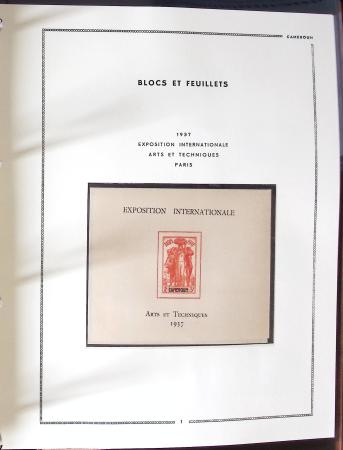 CAMEROUN
BLOCS ET FEUILLETS
1937
EXPOSITION INTERNATIONALE
ARTS ET TECHNIQUES
PARIS
EXPOSITION INTERNATIONALE
CAMEROUN
ARTS ET TECHNIQUES
1937
1